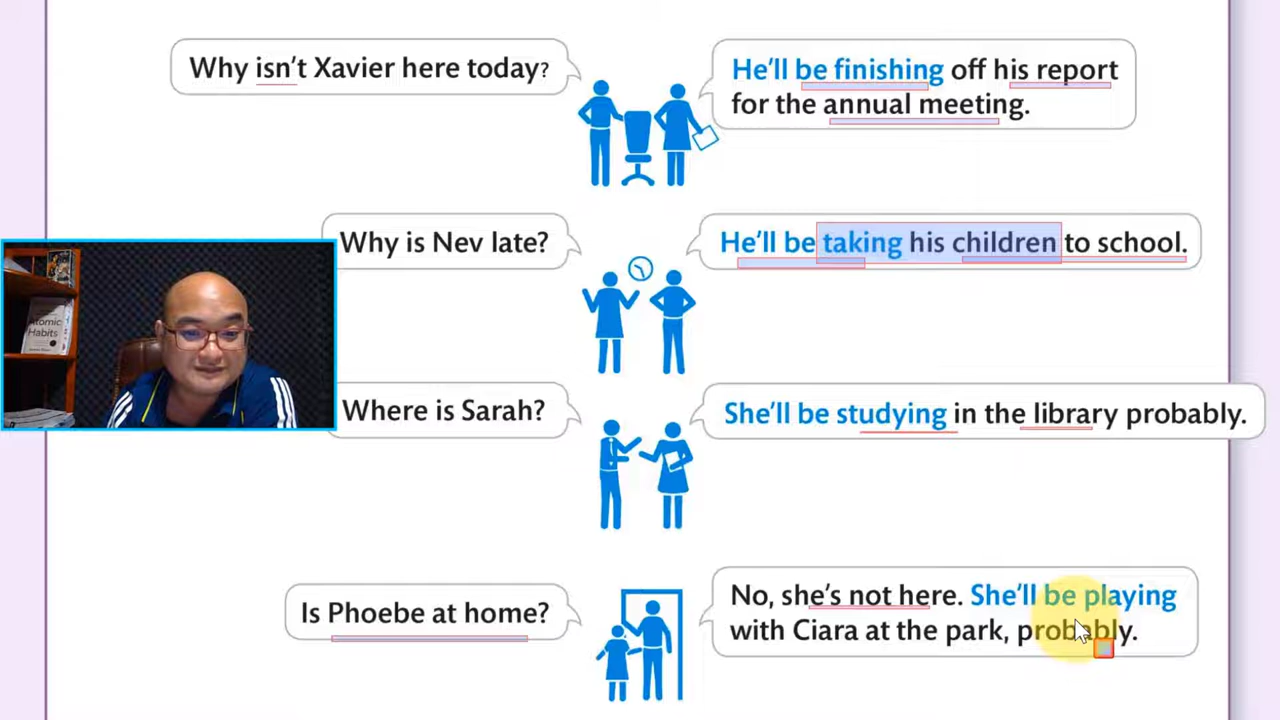 Why isn't Xavier here today?
He'll be finishing off his report
for the annual meeting.
Why is Nev late?
He'll be taking his children to school.
Atomic
Habits
Where is Sarah?
She'll be studying in the library probably.
Is Phoebe at home?
No, she's not here. She'll be playing
with Ciara at the park, probably.